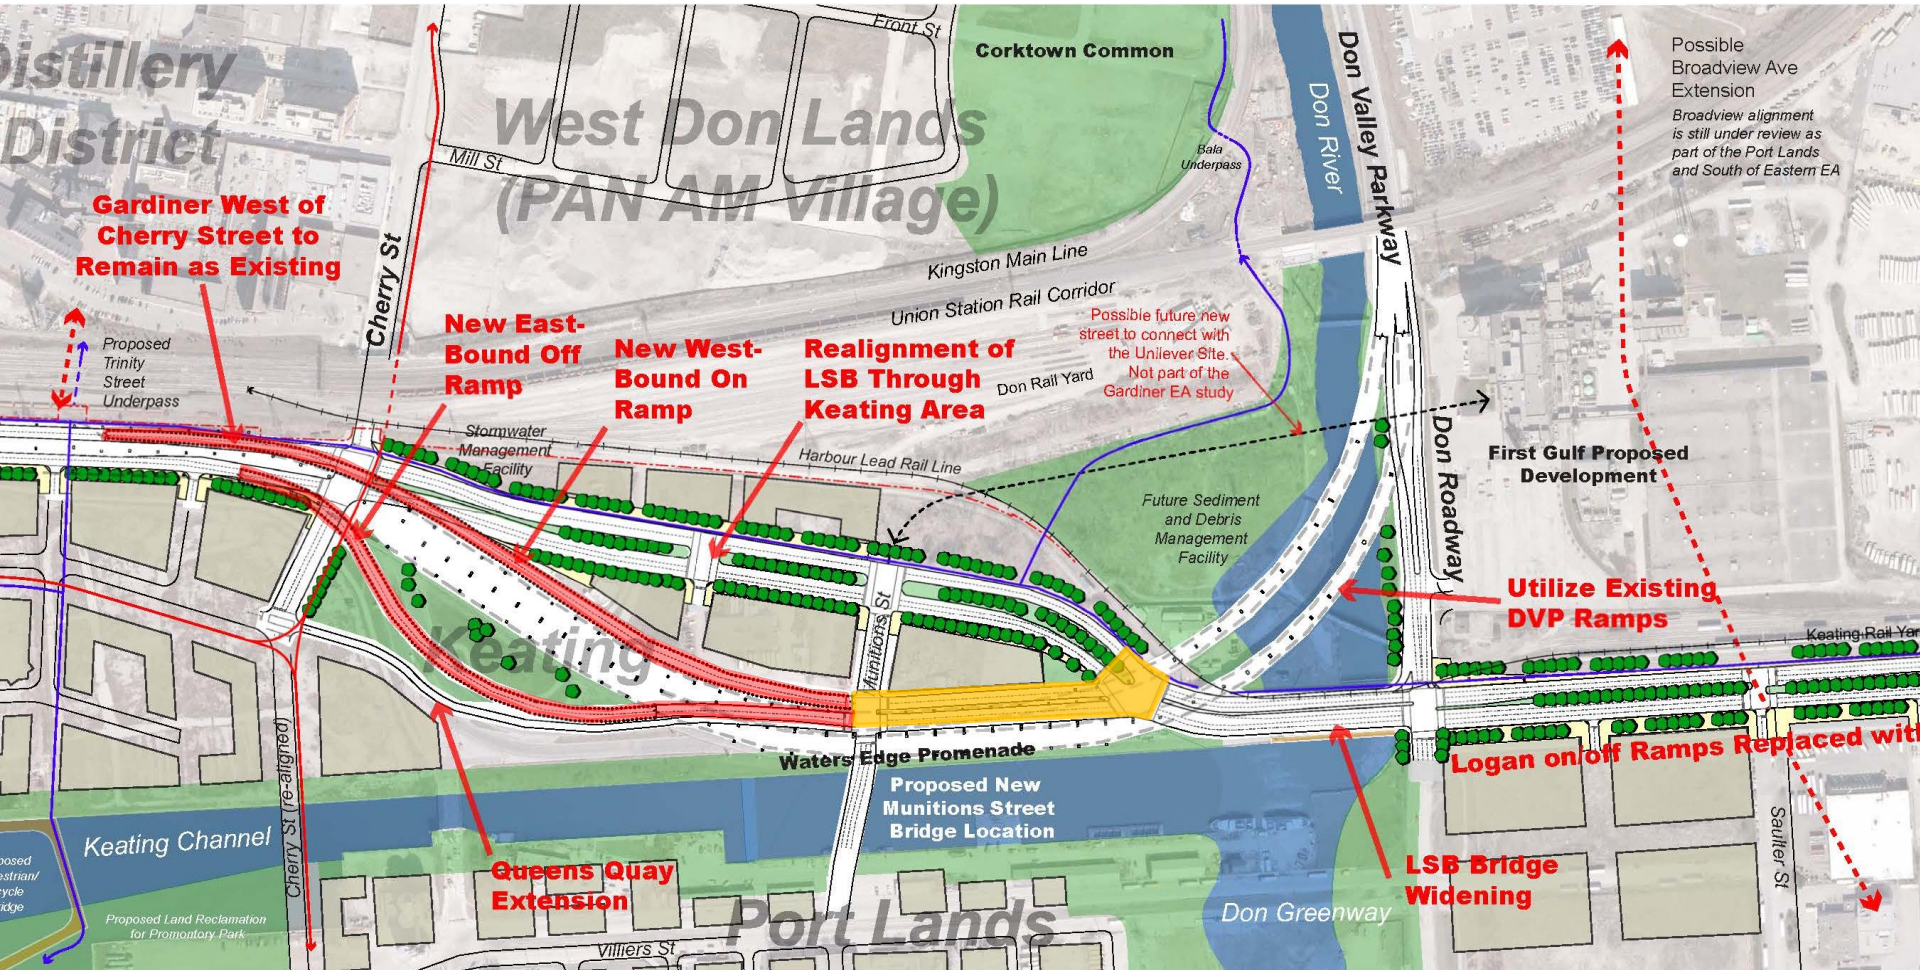 Distillery
District
Front St
Corktown Common
West Don Lands
(PAN AM Village)
Mill St
Cherry St
Bala
Underpass
Don River
Don Valley Parkway
Possible
Broadview Ave
Extension
Broadview alignment
is still under review as
part of the Port Lands
and South of Eastern EA
Gardiner West of
Cherry Street to
Remain as Existing
Kingston Main Line
Union Station Rail Corridor
Don Rail Yard
Possible future new
street to connect with
the Unilever Site.
Not part of the
Gardiner EA study
Proposed
Trinity
Street
Underpass
New East-
Bound Off
Ramp
New West-
Bound On
Ramp
Realignment of
LSB Through
Keating Area
Stormwater
Management
Facility
Harbour Lead Rail Line
Don Roadway
First Gulf Proposed
Development
Future Sediment
and Debris
Management
Facility
Utilize Existing
DVP Ramps
Keating
Munitions St
Keating Rail Yar
Waters Edge Promenade
Proposed New
Munitions Street
Bridge Location
Logan on/off Ramps Replaced wit
Cherry St (re-aligned)
Keating Channel
Queens Quay
Extension
LSB Bridge
Widening
Saulter St
Don Greenway
Port Lands
Villiers St
Proposed Land Reclamation
for Promontory Park
posed
estrian/
cycle
idge